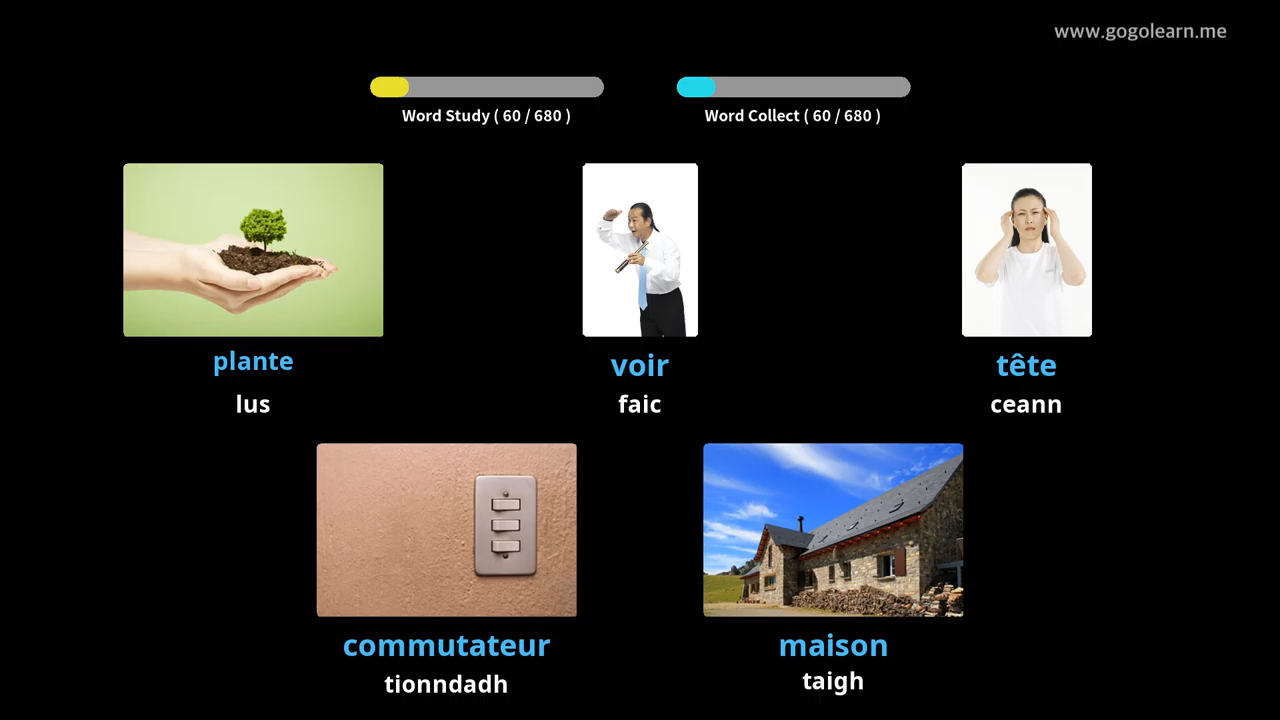 www.gogolearn.me
Word Study ( 60 / 680 )
Word Collect ( 60 / 680 )
plante
lus
voir
faic
tête
ceann
commutateur
tionndadh
maison
taigh